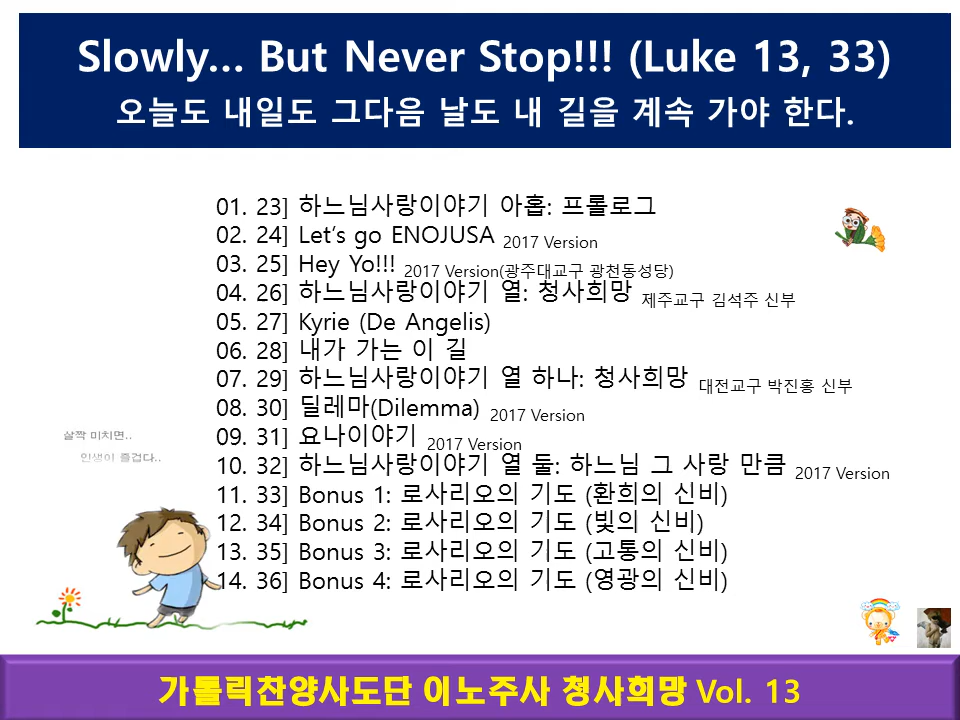 Slowly... But Never Stop!!! (Luke 13, 33)
오늘도 내일도 그다음 날도 내 길을 계속 가야 한다.
01. 23] 하느님사랑이야기 아홉: 프롤로그
02. 24] Let's go ENOJUSA 2017 Version
03. 25] Hey Yo!!! 2017 Version(광주대교구 광천동성당)
04. 26] 하느님사랑이야기 열: 청사희망 제주교구 김석주 신부
05. 27] Kyrie (De Angelis)
06. 28] 내가 가는 이 길
07. 29] 하느님사랑이야기 열 하나: 청사희망 대전교구 박진홍 신부
08. 30] 딜레마(Dilemma) 2017 Version
09. 31] 요나이야기 2017 Version
10. 32] 하느님사랑이야기 열 둘: 하느님 그 사랑 만큼 2017 Version
11. 33] Bonus 1: 로사리오의 기도 (환희의 신비)
12. 34] Bonus 2: 로사리오의 기도 (빛의 신비)
13. 35] Bonus 3: 로사리오의 기도 (고통의 신비)
14. 36] Bonus 4: 로사리오의 기도 (영광의 신비)
살짝 미치면..
인생이 즐겁다..
가톨릭찬양사도단 이노주사 청사희망 Vol. 13